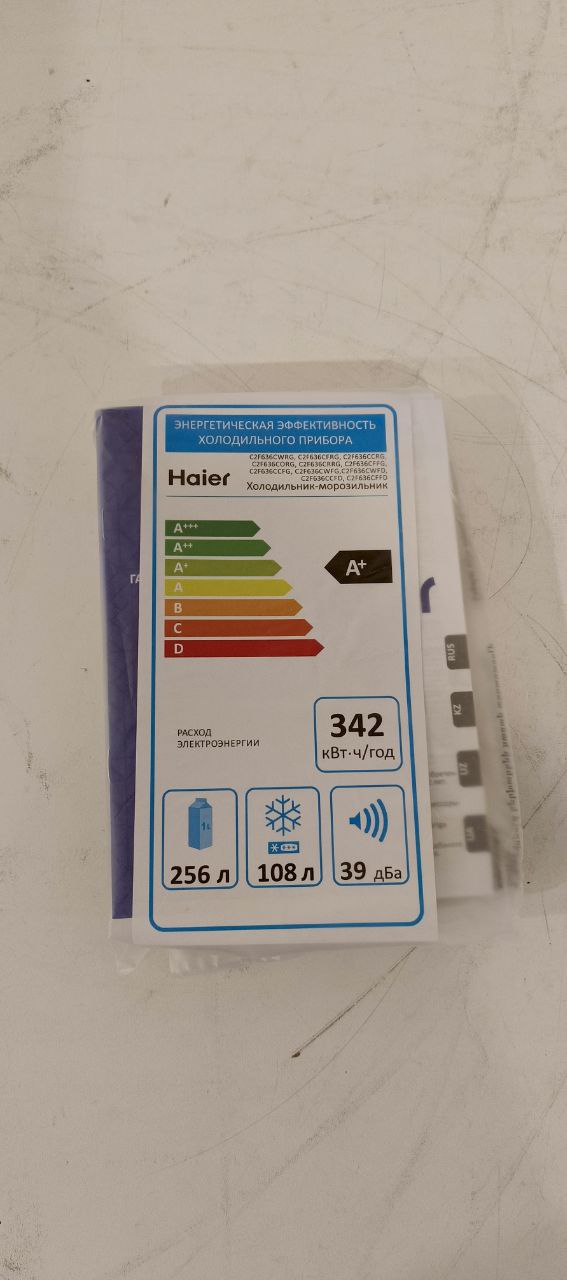 ЭНЕРГЕТИЧЕСКАЯ ЭФФЕКТИВНОСТЬ
ХОЛОДИЛЬНОГО ПРИБОРА
C2F636CWRG, C2F636CFRG, C2F636CCRG,
C2F636CORG, C2F636CRRG, C2F636CFFG,
C2F636CCFG, C2F636CWFG,C2F636CWFD,
C2F636CCFD, C2F636CFFD
Haier
Холодильник-морозильник
A+++
A++
A+
A
B
C
D
A+
РАСХОД
ЭЛЕКТРОЭНЕРГИИ
342
кВт·ч/год
1L
256 л
108 л
39 дБа
ГА
r
RUS
KZ
UZ